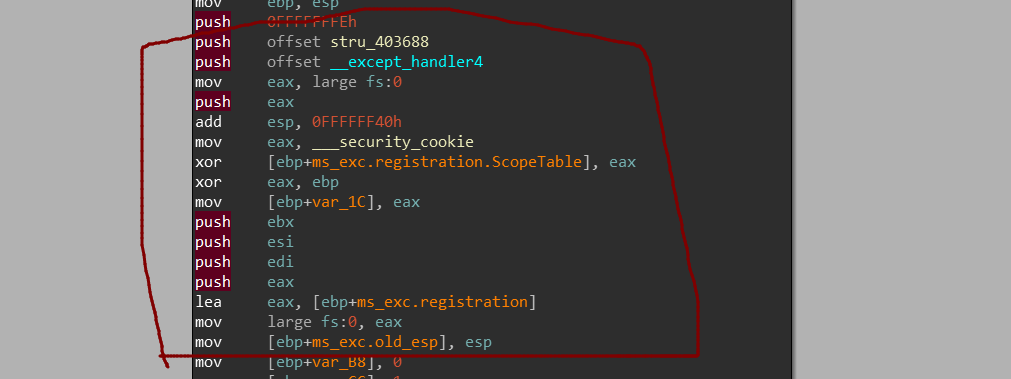 mov ebp, esp
push 0FFFFFFFEh
push offset stru_403688
push offset __except_handler4
mov eax, large fs:0
push eax
add esp, 0FFFFFF40h
mov eax, ___security_cookie
xor [ebp+ms_exc.registration.ScopeTable], eax
xor eax, ebp
mov [ebp+var_1C], eax
push ebx
push esi
push edi
push eax
lea eax, [ebp+ms_exc.registration]
mov large fs:0, eax
mov [ebp+ms_exc.old_esp], esp
mov [ebp+var_B8], 0